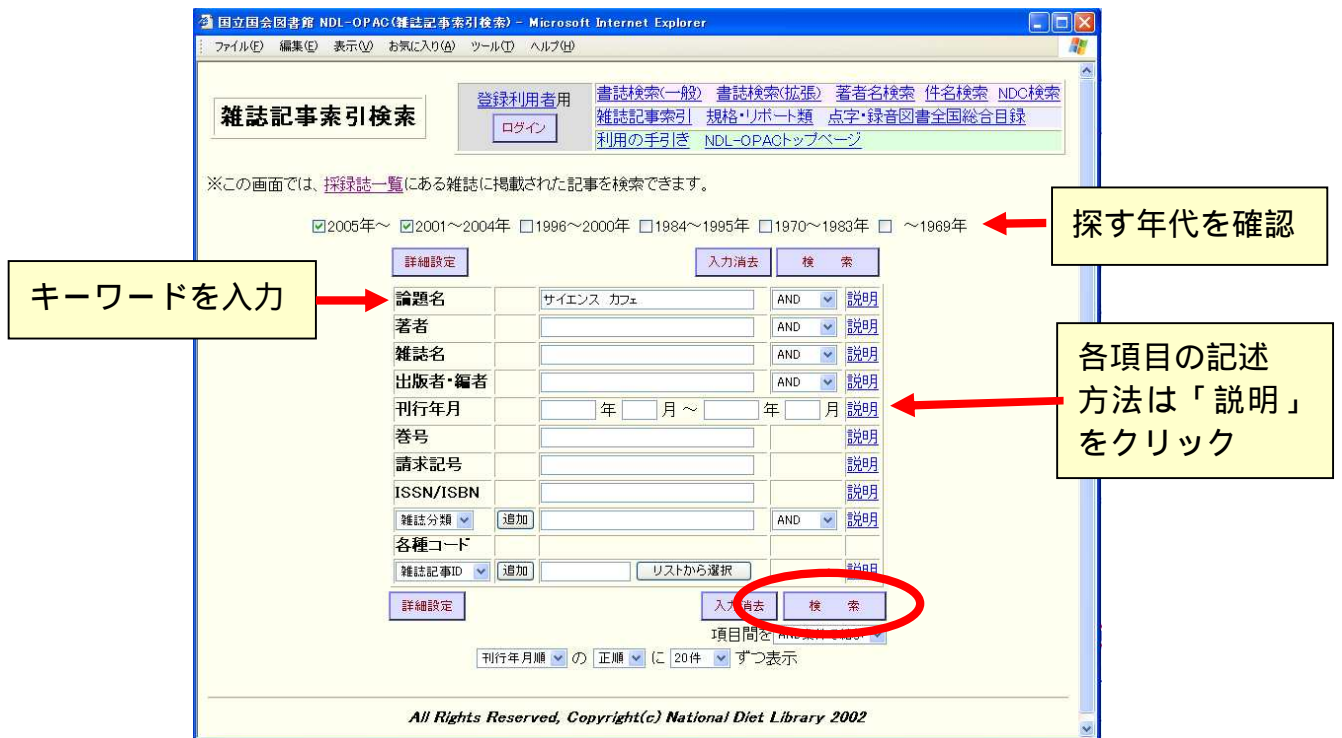 国立国会図書館 NDL-OPAC(雑誌記事索引検索) - Microsoft Internet Explorer
ファイル(F) 編集(E) 表示(V) お気に入り(A) ツール(T) ヘルプ(H)
雑誌記事索引検索
登録利用者用
ログイン
書誌検索(一般) 書誌検索(拡張) 著者名検索 件名検索 NDC検索
雑誌記事索引 規格・リポート類 点字・録音図書全国総合目録
利用の手引き NDL-OPACトップページ
※この画面では、採録誌一覧にある雑誌に掲載された記事を検索できます。
2005年～ 2001～2004年 1996～2000年 1984～1995年 1970～1983年 ～1969年
探す年代を確認
詳細設定 入力消去 検 索
キーワードを入力
論題名 サイエンス カフェ AND 説明
著者 AND 説明
雑誌名 AND 説明
出版者・編者 AND 説明
刊行年月 年 月～ 年 月 説明
各項目の記述
方法は「説明」
をクリック
巻号 説明
請求記号 説明
ISSN/ISBN 説明
雑誌分類 追加 AND 説明
各種コード
雑誌記事ID 追加 リストから選択 説明
詳細設定 入力消去 検 索
項目間を
刊行年月順 の 正順 に 20件 ずつ表示
All Rights Reserved, Copyright(c) National Diet Library 2002